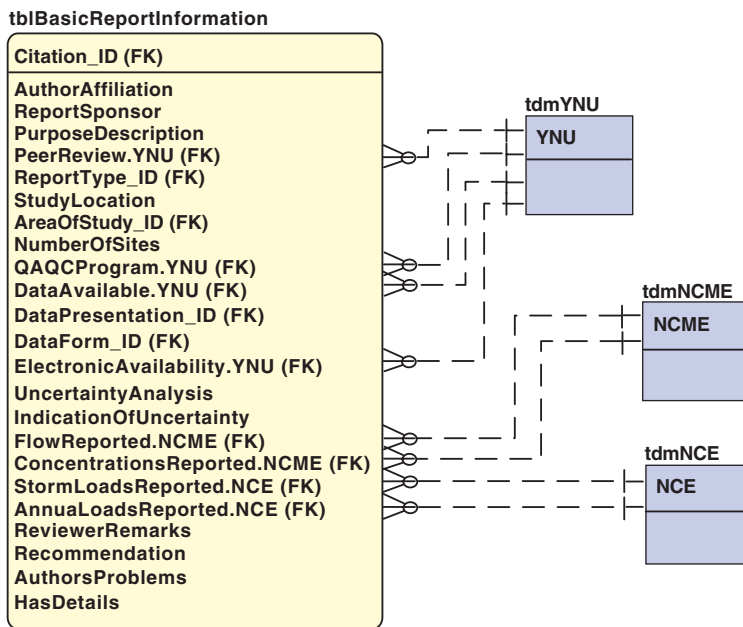 tblBasicReportInformation
Citation_ID (FK)
AuthorAffiliation
ReportSponsor
PurposeDescription
PeerReview.YNU (FK)
ReportType_ID (FK)
StudyLocation
AreaOfStudy_ID (FK)
NumberOfSites
QAQCProgram.YNU (FK)
DataAvailable.YNU (FK)
DataPresentation_ID (FK)
DataForm_ID (FK)
ElectronicAvailability.YNU (FK)
UncertaintyAnalysis
IndicationOfUncertainty
FlowReported.NCME (FK)
ConcentrationsReported.NCME (FK)
StormLoadsReported.NCE (FK)
AnnuaLoadsReported.NCE (FK)
ReviewerRemarks
Recommendation
AuthorsProblems
HasDetails
tdmYNU
YNU
tdmNCME
NCME
tdmNCE
NCE